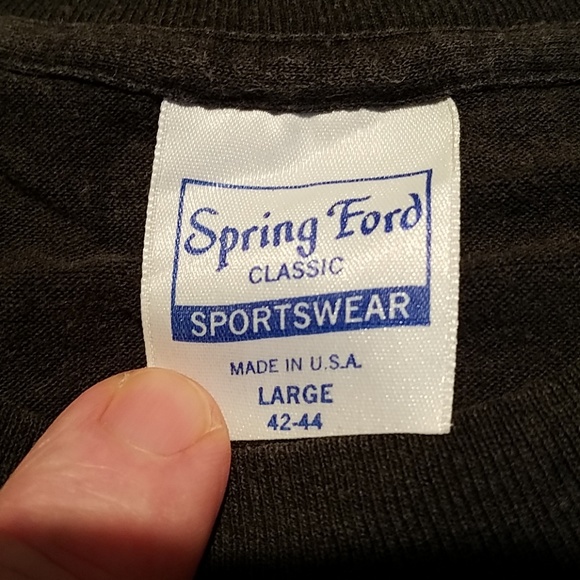 Spring Ford
CLASSIC
SPORTSWEAR
MADE IN U.S.A.
LARGE
42-44